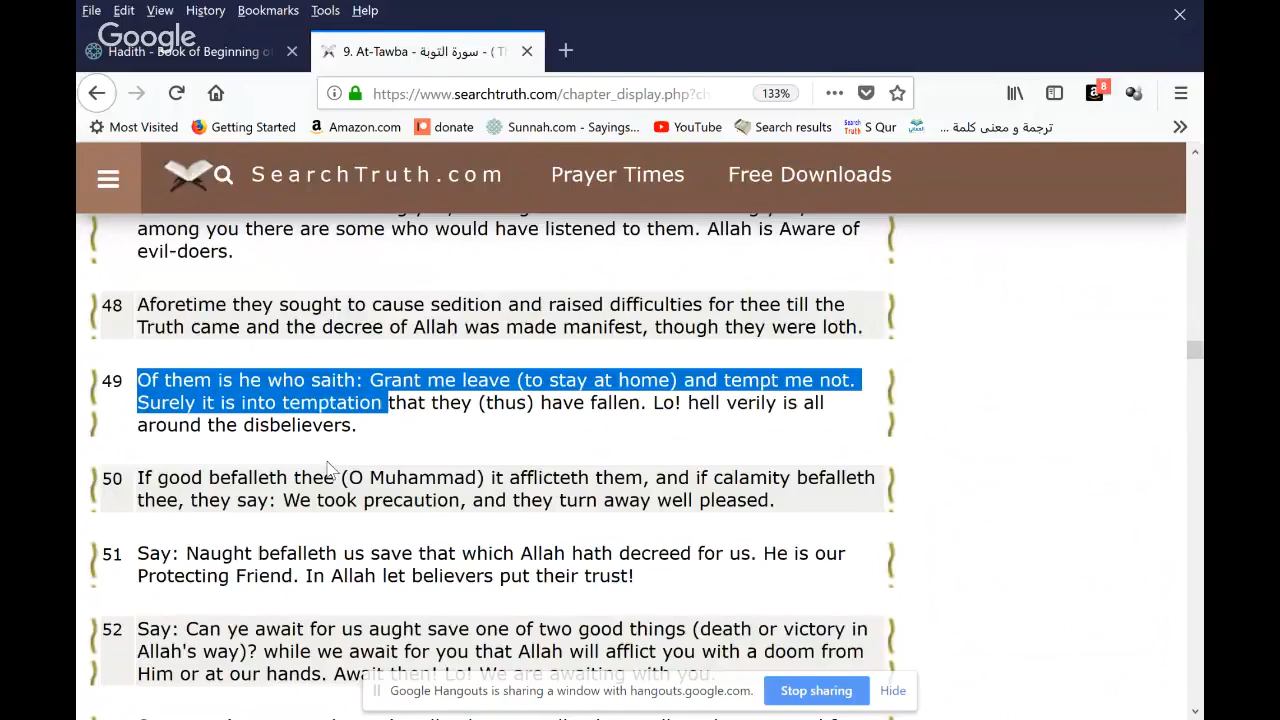 File Edit View History Bookmarks Tools Help
Google
Hadith - Book of Beginning o
9. At-Tawba - سورة التوبة - ( T
https://www.searchtruth.com/chapter_display.php?ch
133%
8
Most Visited Getting Started Amazon.com donate Sunnah.com - Sayings,... YouTube Search results Search Truth S Qur ترجمة و معنى كلمة ...
SearchTruth.com Prayer Times Free Downloads
among you there are some who would have listened to them. Allah is Aware of
evil-doers.
48 Aforetime they sought to cause sedition and raised difficulties for thee till the
Truth came and the decree of Allah was made manifest, though they were loth.
49 Of them is he who saith: Grant me leave (to stay at home) and tempt me not.
Surely it is into temptation that they (thus) have fallen. Lo! hell verily is all
around the disbelievers.
50 If good befalleth thee (O Muhammad) it afflicteth them, and if calamity befalleth
thee, they say: We took precaution, and they turn away well pleased.
51 Say: Naught befalleth us save that which Allah hath decreed for us. He is our
Protecting Friend. In Allah let believers put their trust!
52 Say: Can ye await for us aught save one of two good things (death or victory in
Allah's way)? while we await for you that Allah will afflict you with a doom from
Him or at our hands. Await then! Lo! We are awaiting with you.
Google Hangouts is sharing a window with hangouts.google.com. Stop sharing Hide